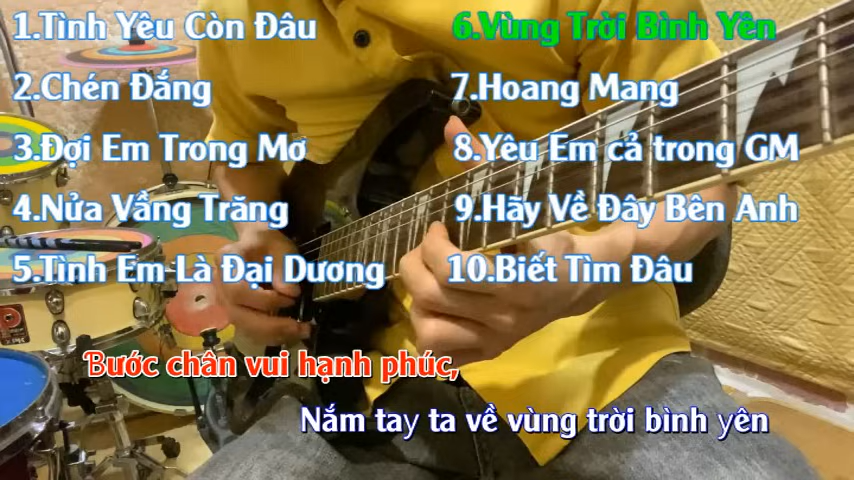 1.Tình Yêu Còn Đâu
2.Chén Đắng
3.Đợi Em Trong Mơ
4.Nửa Vầng Trăng
5.Tình Em Là Đại Dương
6.Vùng Trời Bình Yên
7.Hoang Mang
8.Yêu Em cả trong GM
9.Hãy Về Đây Bên Anh
10.Biết Tìm Đâu
Bước chân vui hạnh phúc,
Nắm tay ta về vùng trời bình yên